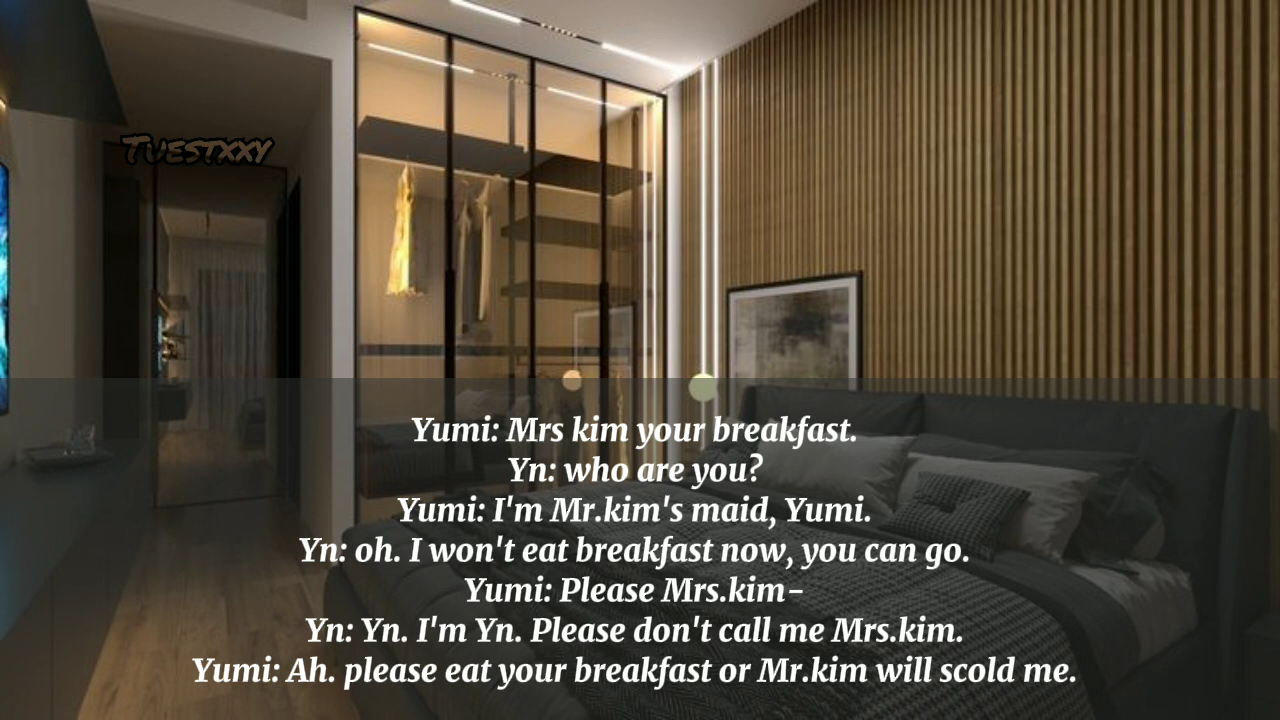 Tuestxxy
Yumi: Mrs kim your breakfast.
Yn: who are you?
Yumi: I'm Mr.kim's maid, Yumi.
Yn: oh. I won't eat breakfast now, you can go.
Yumi: Please Mrs.kim-
Yn: Yn. I'm Yn. Please don't call me Mrs.kim.
Yumi: Ah. please eat your breakfast or Mr.kim will scold me.